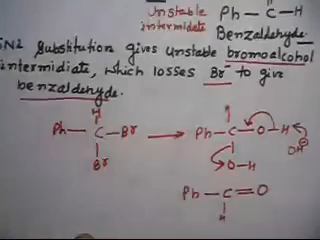 Unstable Ph — C — H
intermidate Benzaldehyde.
SN2 Substitution gives unstable bromoalcohol
intermidiate, which losses Br⁻ to give
benzaldehyde.
H
Ph — C — Br → Ph — C — O — H
Br OH⁻
O — H
Ph — C = O
H